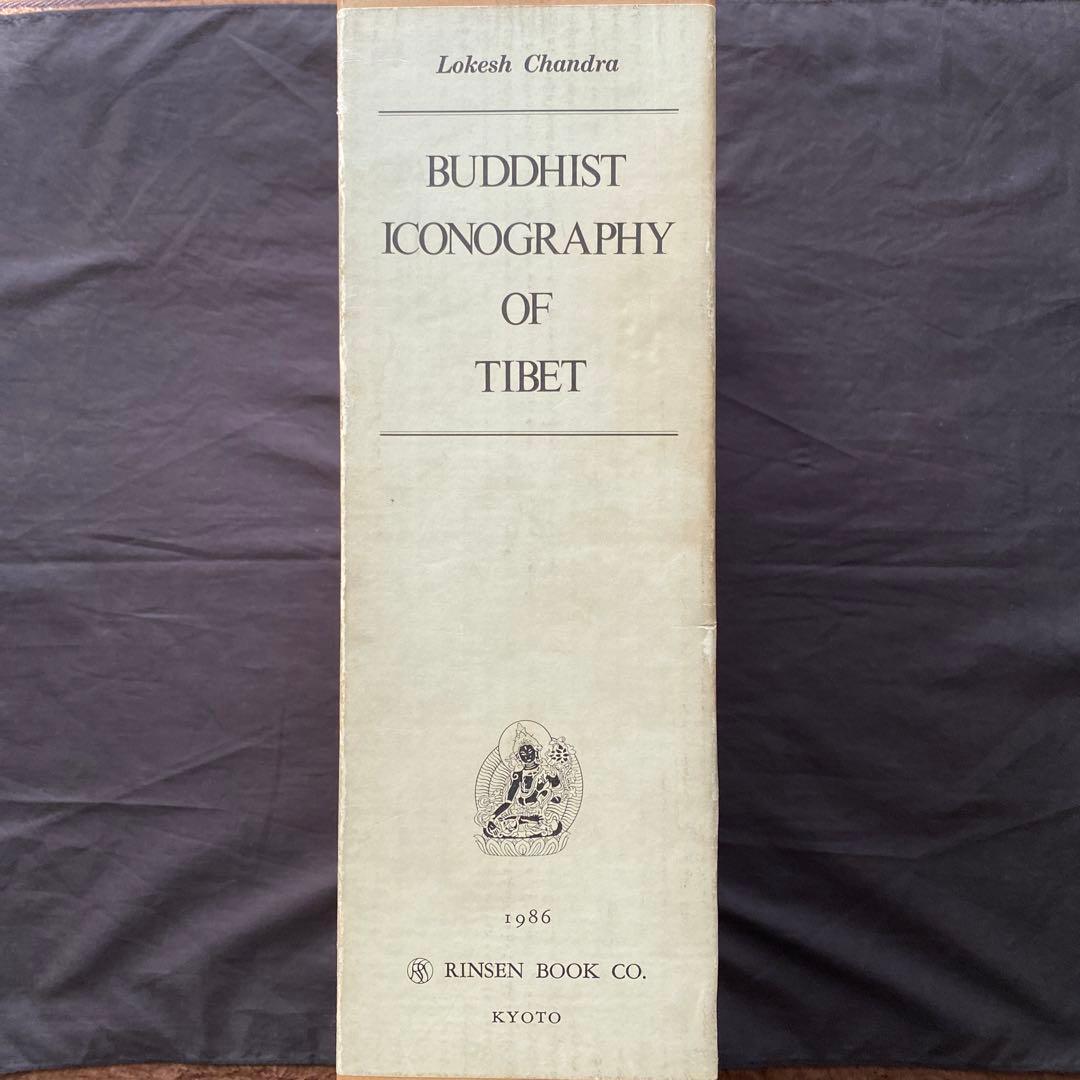 Lokesh Chandra
BUDDHIST
ICONOGRAPHY
OF
TIBET
1986
RINSEN BOOK CO.
KYOTO